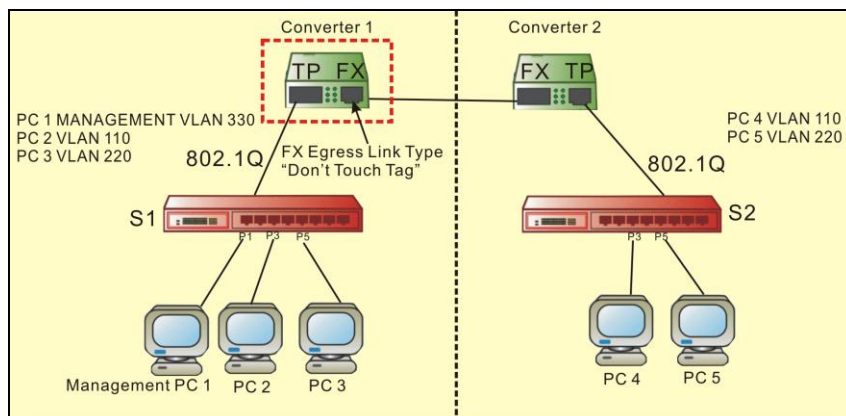 Converter 1
Converter 2
TP FX
FX TP
PC 1 MANAGEMENT VLAN 330
PC 2 VLAN 110
PC 3 VLAN 220
PC 4 VLAN 110
PC 5 VLAN 220
FX Egress Link Type
“Don’t Touch Tag”
802.1Q
802.1Q
S1
S2
P1 P3 P5
P3 P5
Management PC 1
PC 2
PC 3
PC 4
PC 5